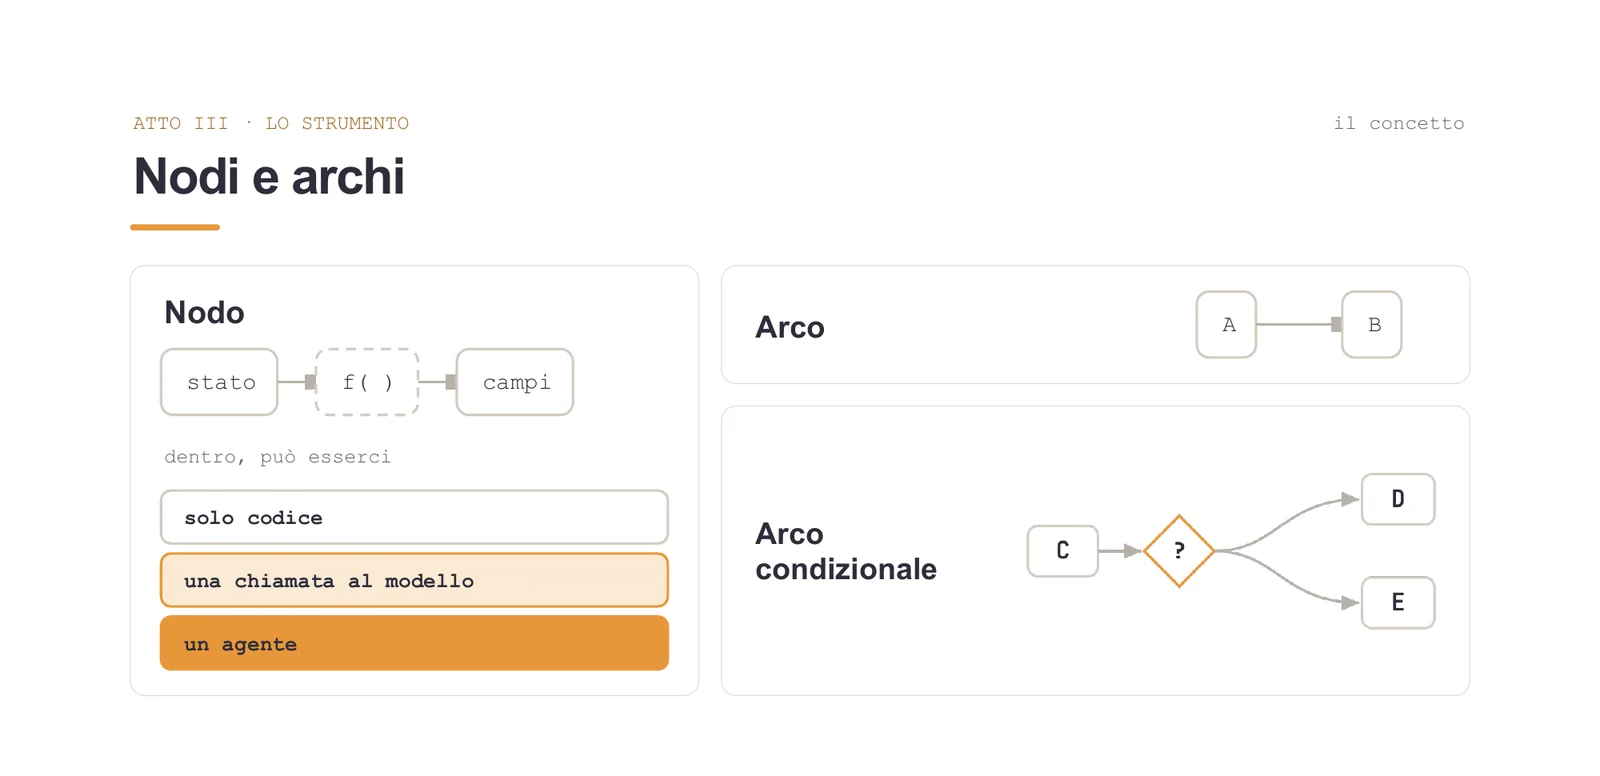 ATTO III · LO STRUMENTO
il concetto
Nodi e archi
Nodo
stato
f( )
campi
dentro, può esserci
solo codice
una chiamata al modello
un agente
Arco
A
B
Arco
condizionale
C
?
D
E